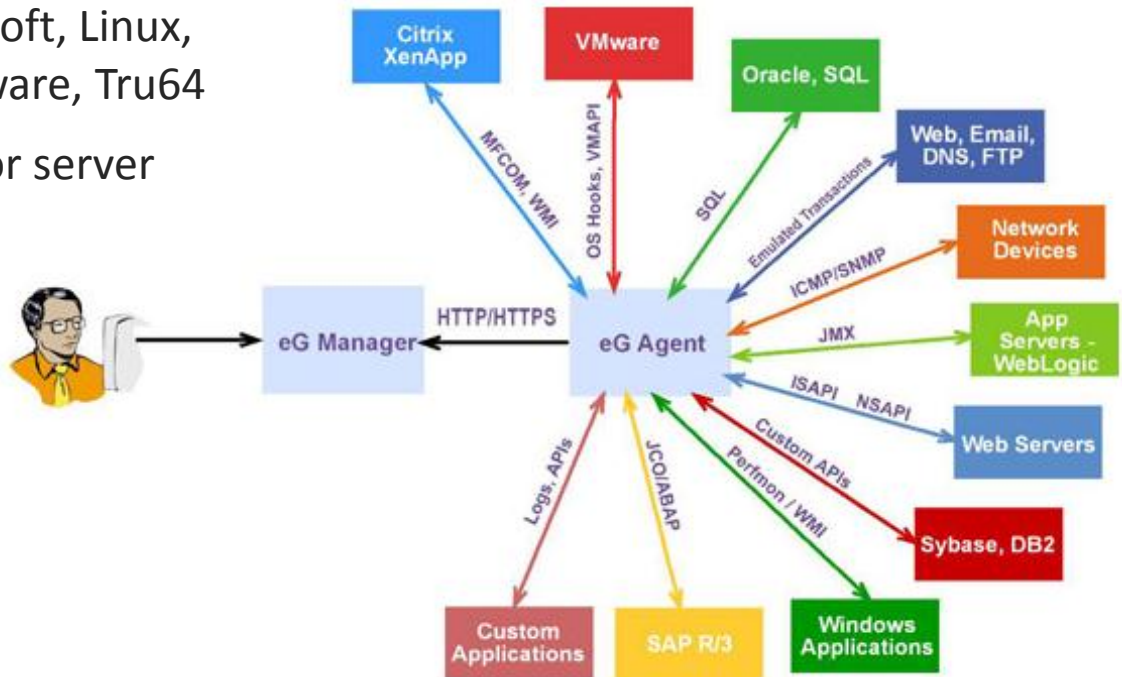 oft, Linux,
ware, Tru64
or server
Citrix
XenApp
VMware
Oracle, SQL
Web, Email,
DNS, FTP
Network
Devices
App
Servers -
WebLogic
Web Servers
Sybase, DB2
Windows
Applications
SAP R/3
Custom
Applications
MFCOM, WMI
OS Hooks, VMAPI
SQL
Emulated Transactions
ICMP/SNMP
JMX
ISAPI NSAPI
Custom APIs
Perfmon / WMI
JCO/ABAP
Logs, APIs
HTTP/HTTPS
eG Manager
eG Agent